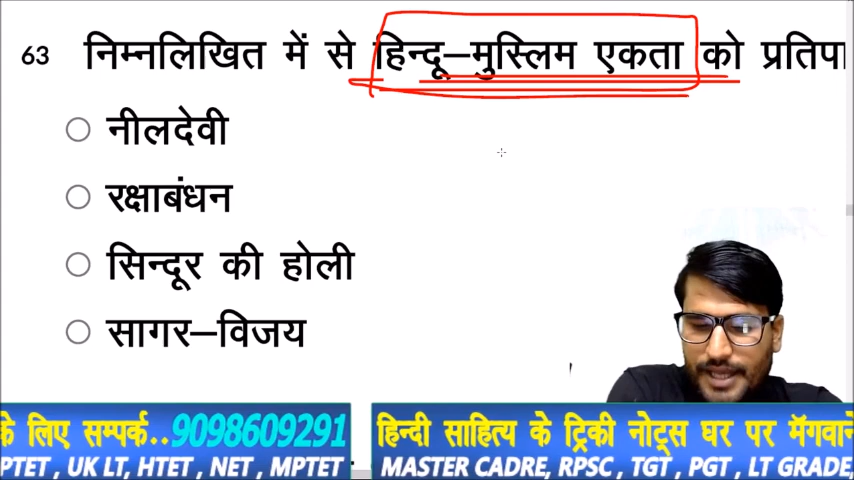 63 निम्नलिखित में से हिन्दू–मुस्लिम एकता को
नीलदेवी
रक्षाबंधन
सिन्दूर की होली
सागर–विजय
के लिए सम्पर्क..9098609291 हिन्दी साहित्य के ट्रिकी नोट्स घर पर मॅगवाने
PTET , UK LT, HTET , NET , MPTET MASTER CADRE, RPSC , TGT , PGT , LT GRADE,